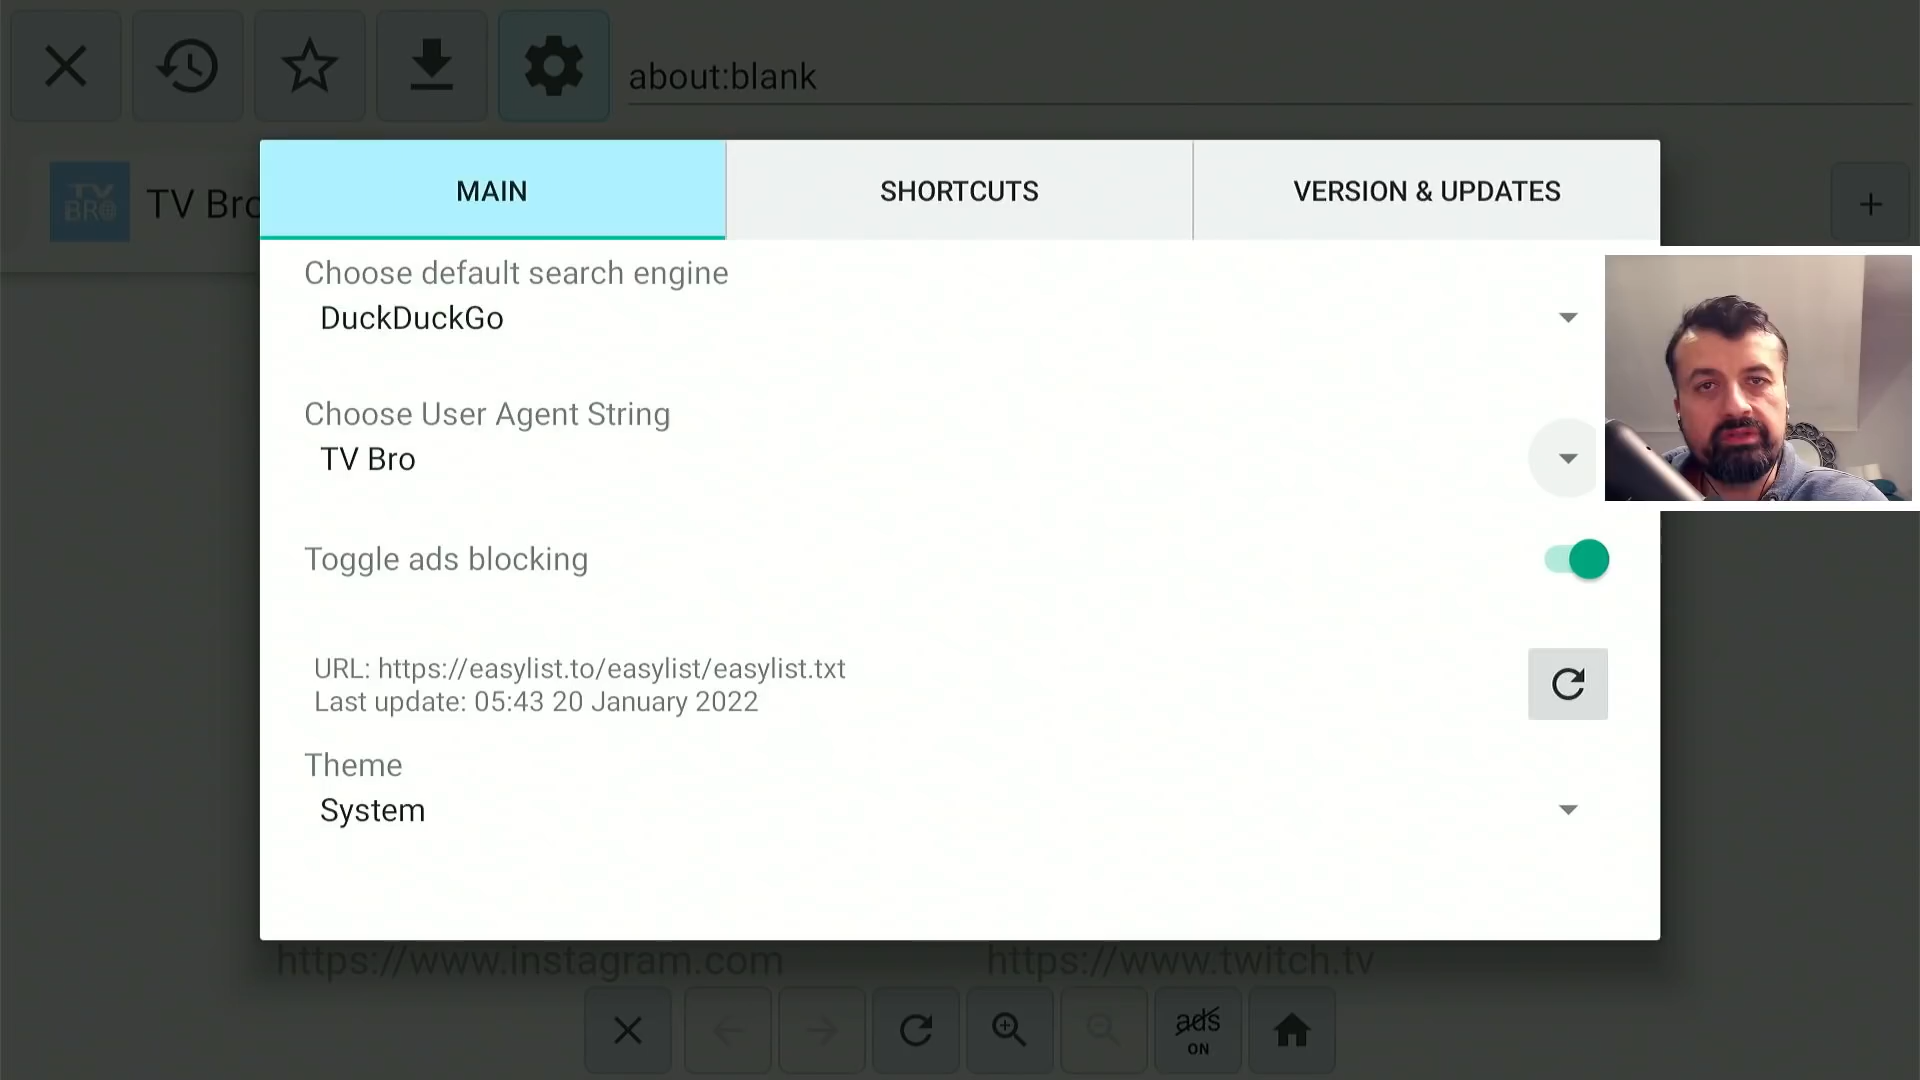 about:blank
TV
BRO
TV Bro
MAIN
SHORTCUTS
VERSION & UPDATES
Choose default search engine
DuckDuckGo
Choose User Agent String
TV Bro
Toggle ads blocking
URL: https://easylist.to/easylist/easylist.txt
Last update: 05:43 20 January 2022
Theme
System
https://www.instagram.com
https://www.twitch.tv
ads
ON